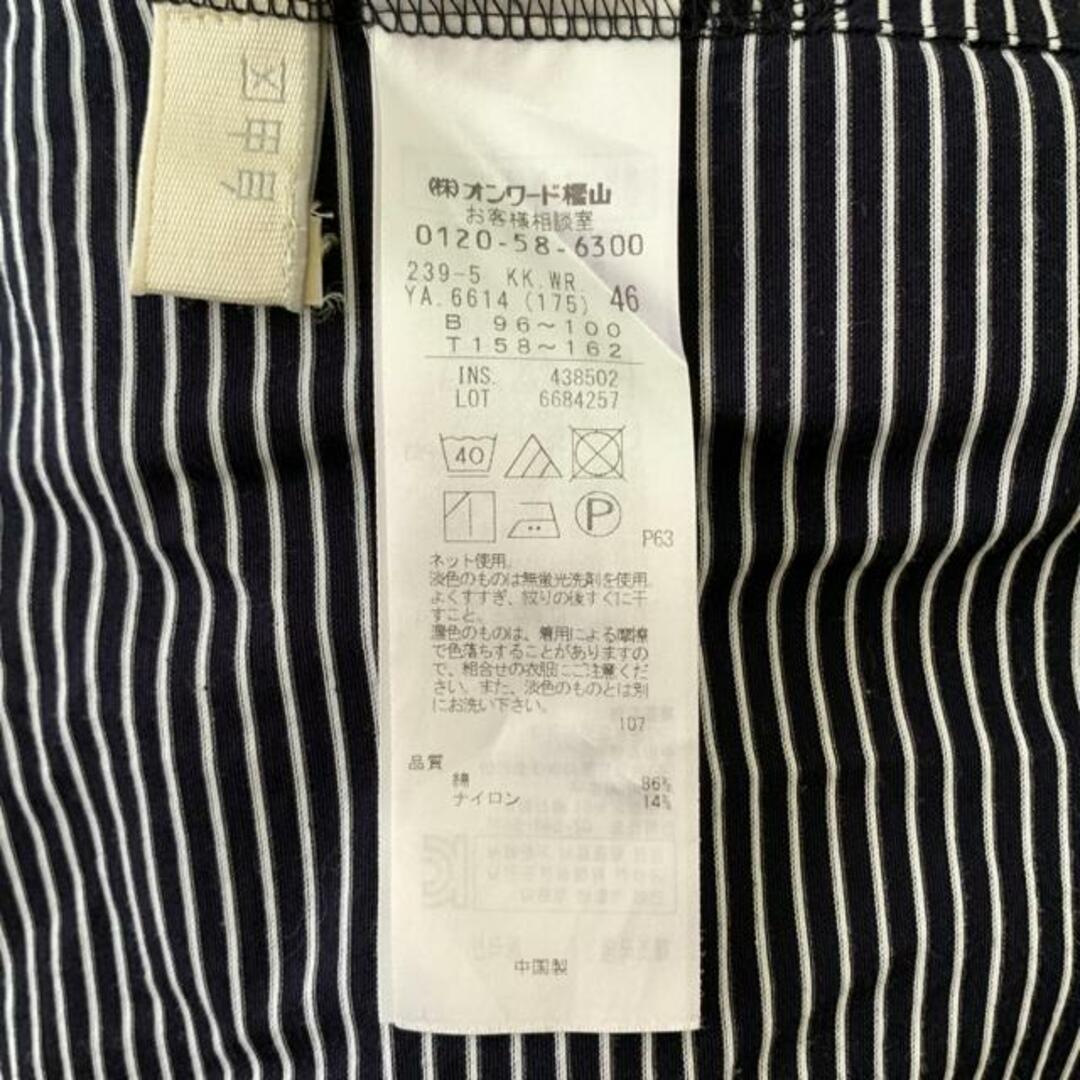 (株)オンワード樫山
お客様相談室
0120-58-6300
239-5 KK.WR.
YA.6614 (175) 46
B 96～100
T158～162
INS. 438502
LOT 6684257
40
P
P63
ネット使用。
淡色のものは無蛍光洗剤を使用。
よくすすぎ、絞りの後すぐに干
すこと。
濃色のものは、着用による摩擦
で色落ちすることがありますの
で、組合せの衣服にご注意くだ
さい。また、淡色のものとは別
にお洗い下さい。
107
品質
綿 86%
ナイロン 14%
中国製